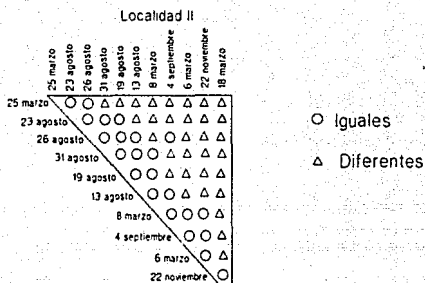 Localidad II
25 marzo
23 agosto
26 agosto
31 agosto
19 agosto
13 agosto
8 marzo
4 septiembre
6 marzo
22 noviembre
18 marzo
25 marzo
23 agosto
26 agosto
31 agosto
19 agosto
13 agosto
8 marzo
4 septiembre
6 marzo
22 noviembre
Iguales
Diferentes